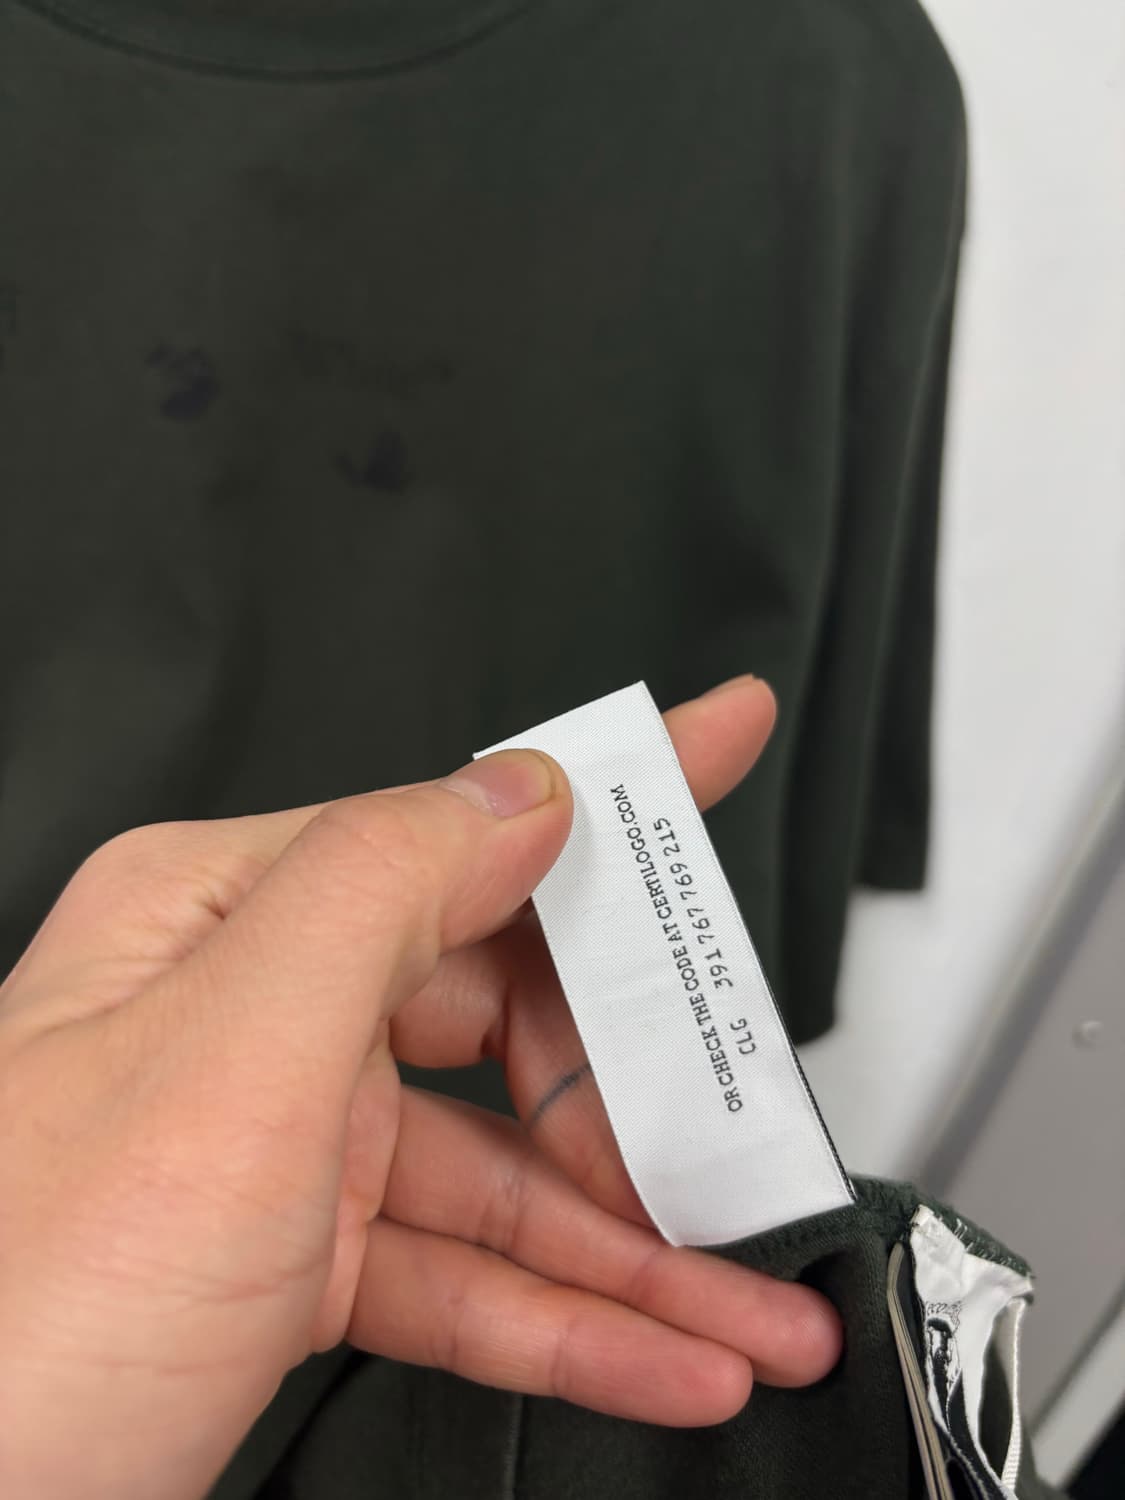 OR CHECK THE CODE AT CERTILOGO.COM
CLG 391 767 769 215